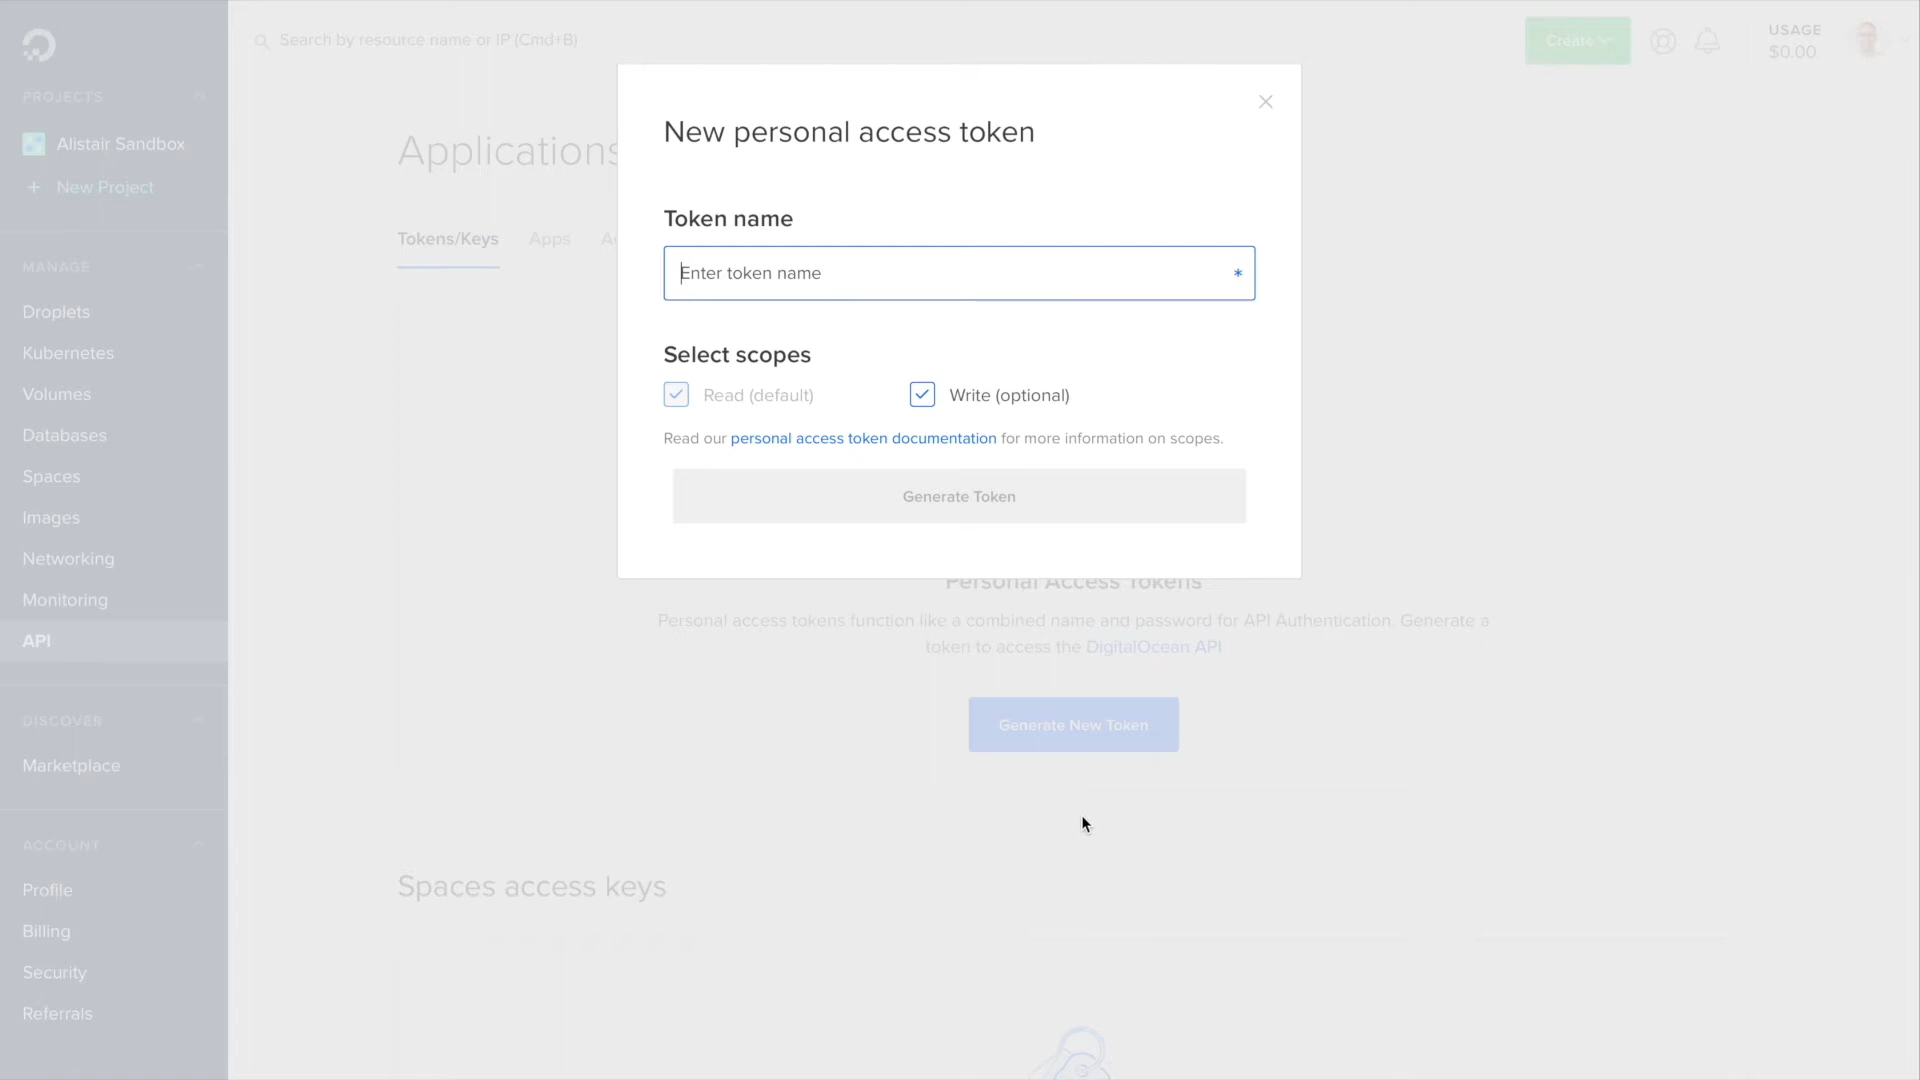 Search by resource name or IP (Cmd+B)
Create
USAGE
$0.00
PROJECTS
Alistair Sandbox
+ New Project
MANAGE
Droplets
Kubernetes
Volumes
Databases
Spaces
Images
Networking
Monitoring
API
DISCOVER
Marketplace
ACCOUNT
Profile
Billing
Security
Referrals
Applications
Tokens/Keys Apps
New personal access token
Token name
Enter token name *
Select scopes
Read (default) Write (optional)
Read our personal access token documentation for more information on scopes.
Generate Token
Personal Access Tokens
Personal access tokens function like a combined name and password for API Authentication. Generate a
token to access the DigitalOcean API
Generate New Token
Spaces access keys